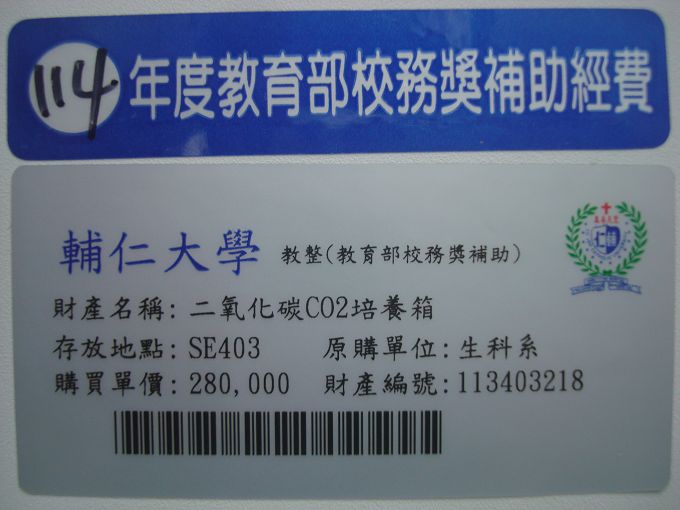 114年度教育部校務獎補助經費
輔仁大學 教整(教育部校務獎補助)
財產名稱: 二氧化碳CO2培養箱
存放地點: SE403 原購單位: 生科系
購買單價: 280,000 財產編號: 113403218